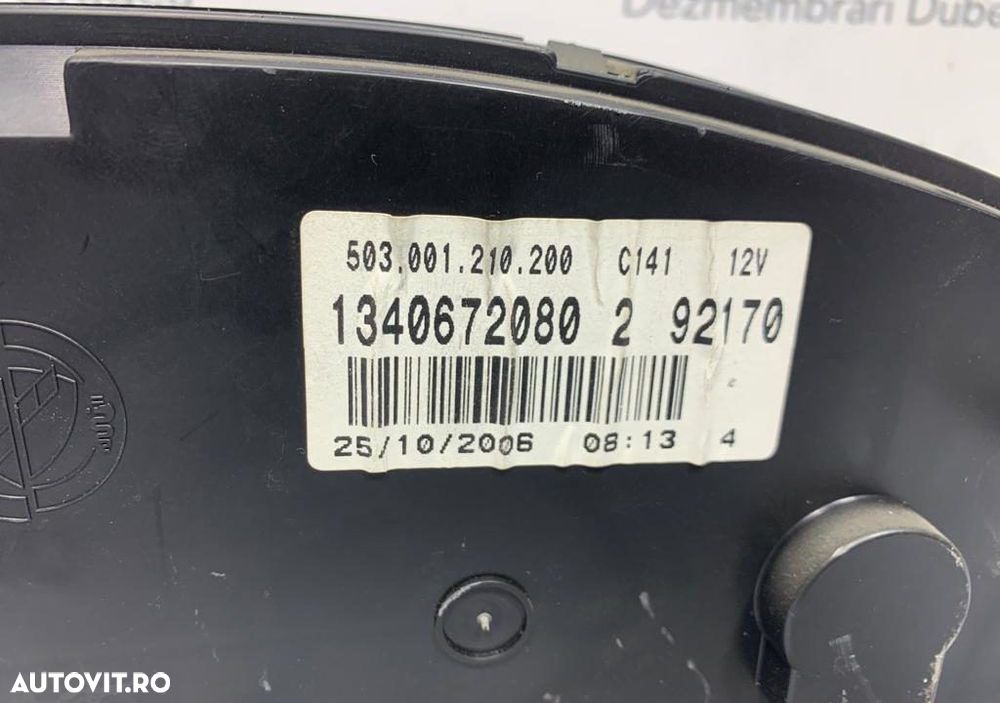 Dezmembrari Dube
503.001.210.200 C141 12V
1340672080 2 92170
25/10/2006 08:13 4
AUTOVIT.RO